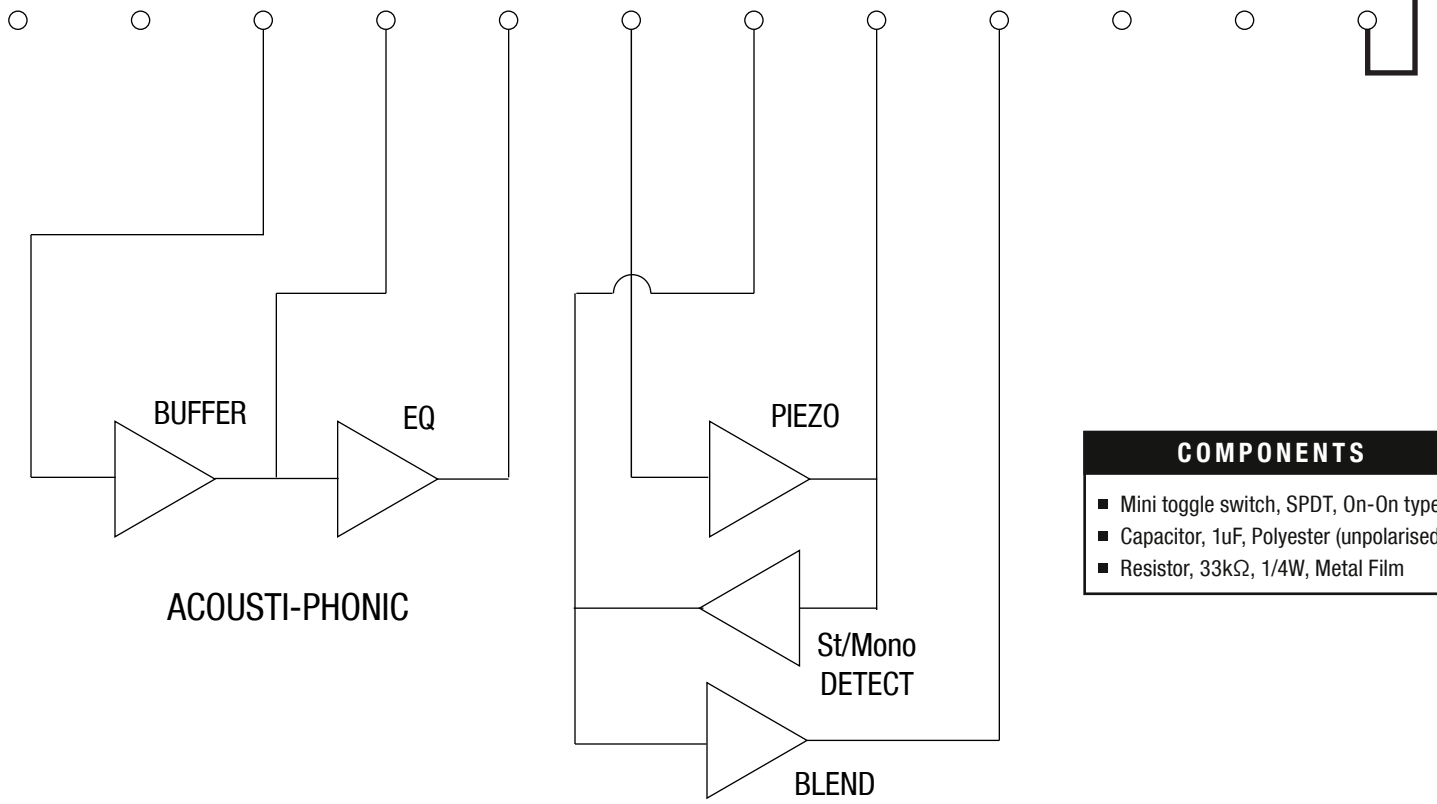 BUFFER
EQ
PIEZO
ACOUSTI-PHONIC
St/Mono
DETECT
BLEND
COMPONENTS
■ Mini toggle switch, SPDT, On-On type
■ Capacitor, 1uF, Polyester (unpolarised
■ Resistor, 33kΩ, 1/4W, Metal Film